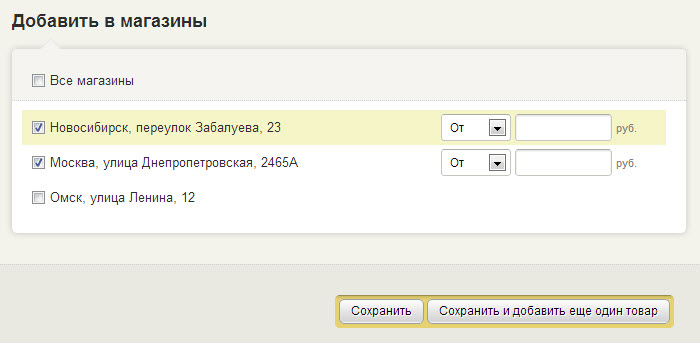 Добавить в магазины
Все магазины
Новосибирск, переулок Забалуева, 23 От руб.
Москва, улица Днепропетровская, 2465А От руб.
Омск, улица Ленина, 12
Сохранить Сохранить и добавить еще один товар